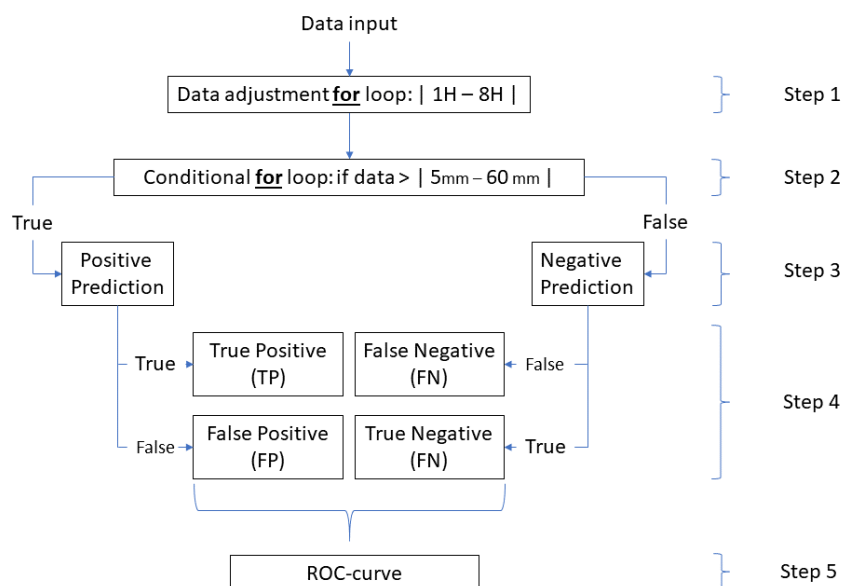 Data input
Data adjustment for loop: | 1H – 8H |
Step 1
Conditional for loop: if data > | 5mm – 60 mm |
Step 2
True
False
Positive
Prediction
Negative
Prediction
Step 3
True
True Positive
(TP)
False Negative
(FN)
False
Step 4
False
False Positive
(FP)
True Negative
(FN)
True
ROC-curve
Step 5